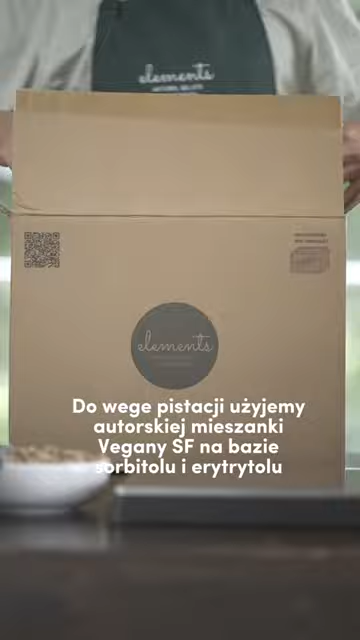 elements
elements
Do wege pistacji użyjemy
autorskiej mieszanki
Vegany SF na bazie
sorbitolu i erytrytolu